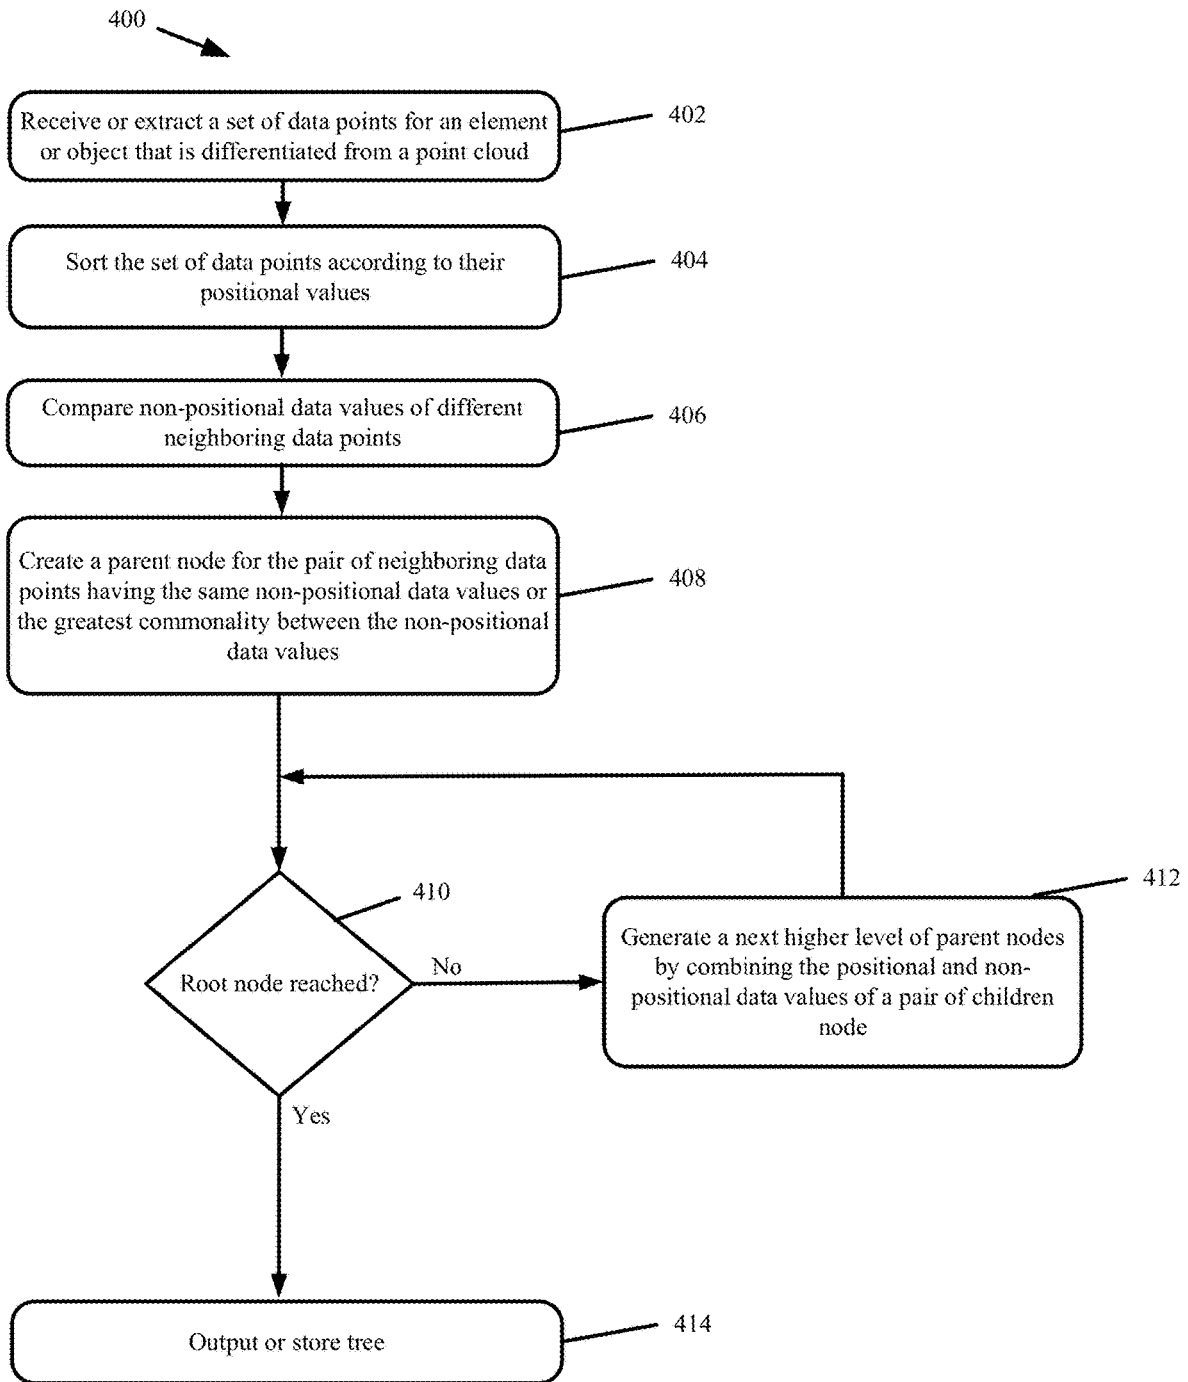 400
Receive or extract a set of data points for an element
or object that is differentiated from a point cloud
402
Sort the set of data points according to their
positional values
404
Compare non-positional data values of different
neighboring data points
406
Create a parent node for the pair of neighboring data
points having the same non-positional data values or
the greatest commonality between the non-positional
data values
408
Root node reached?
410
No
Generate a next higher level of parent nodes
by combining the positional and non-
positional data values of a pair of children
node
412
Yes
Output or store tree
414